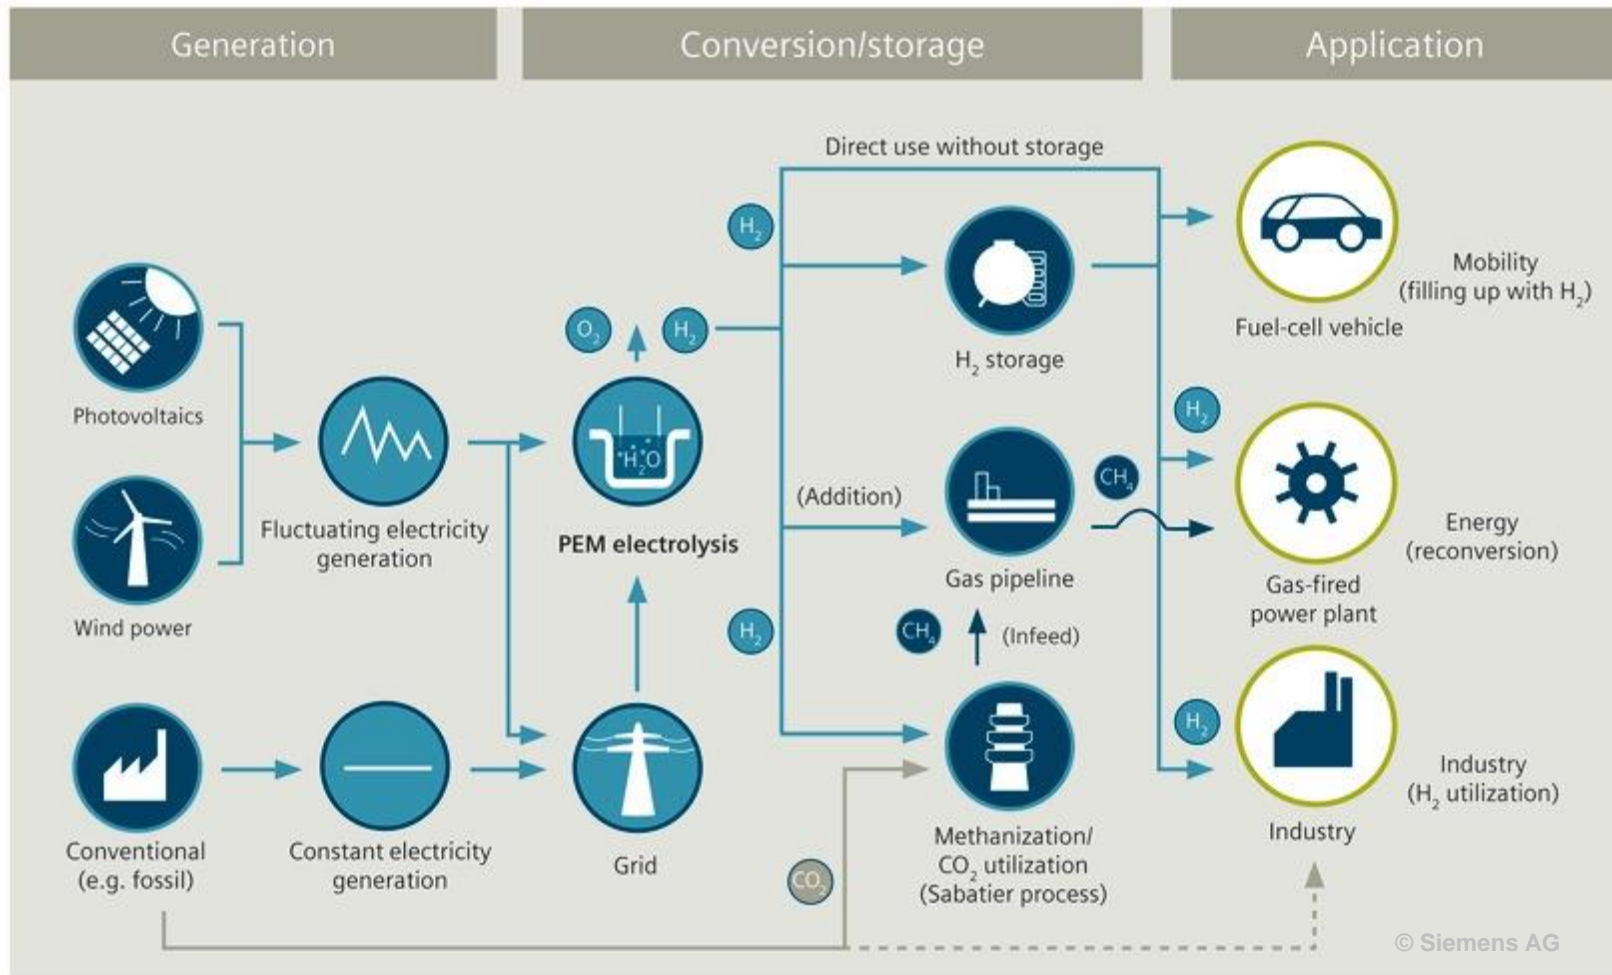 Generation
Conversion/storage
Application
Direct use without storage
H₂
O₂
H₂
Photovoltaics
Wind power
Fluctuating electricity
generation
H₂O
PEM electrolysis
H₂ storage
(Addition)
Gas pipeline
CH₄
H₂
CH₄
(Infeed)
Fuel-cell vehicle
Mobility
(filling up with H₂)
H₂
Gas-fired
power plant
Energy
(reconversion)
H₂
Industry
Industry
(H₂ utilization)
Conventional
(e.g. fossil)
Constant electricity
generation
Grid
CO₂
Methanization/
CO₂ utilization
(Sabatier process)
© Siemens AG